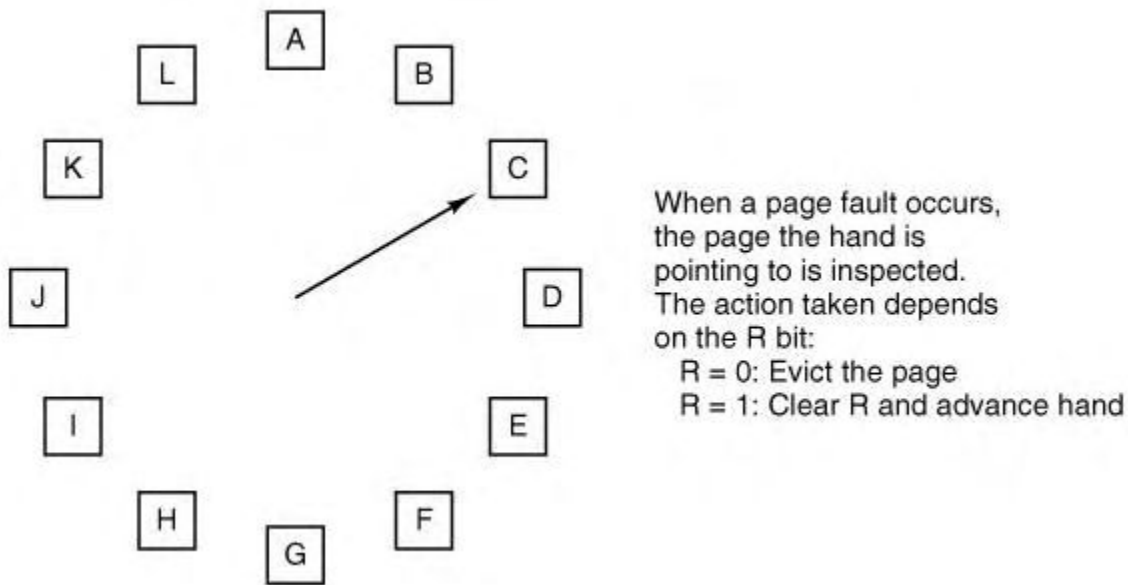 A
L
B
K
C
J
D
I
E
H
F
G
When a page fault occurs,
the page the hand is
pointing to is inspected.
The action taken depends
on the R bit:
R = 0: Evict the page
R = 1: Clear R and advance hand